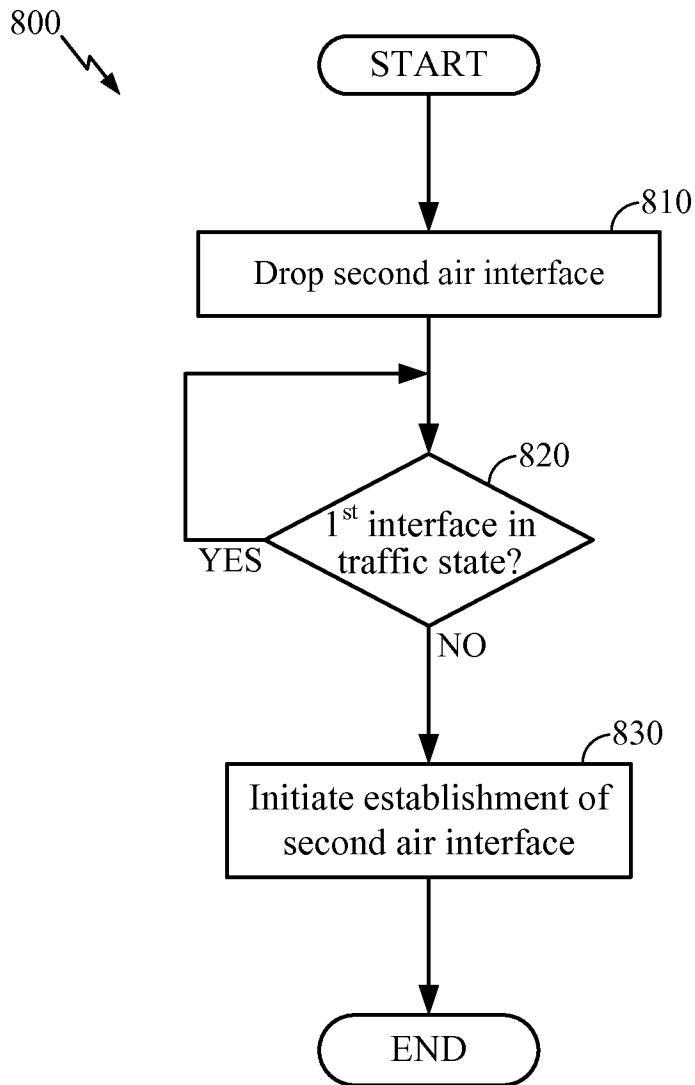 800
START
810
Drop second air interface
820
1st interface in
traffic state?
YES
NO
830
Initiate establishment of
second air interface
END